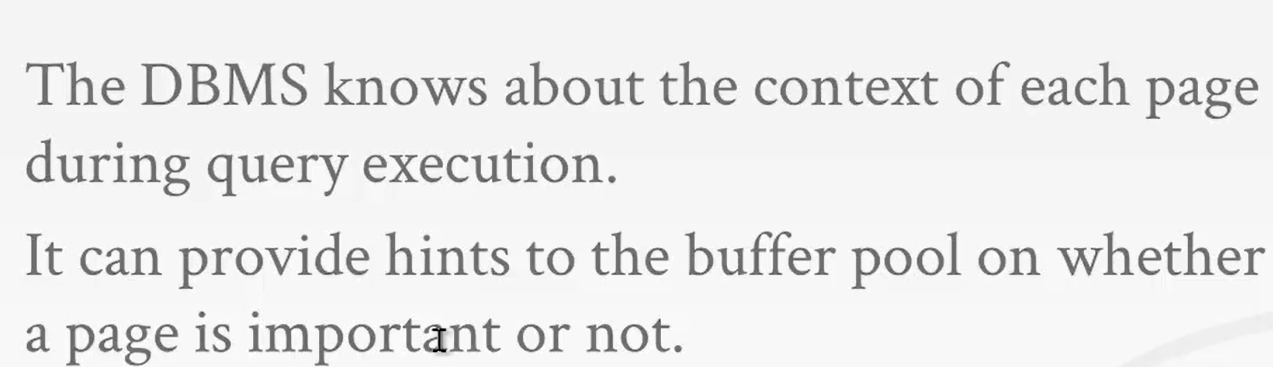 The DBMS knows about the context of each page
during query execution.
It can provide hints to the buffer pool on whether
a page is important or not.